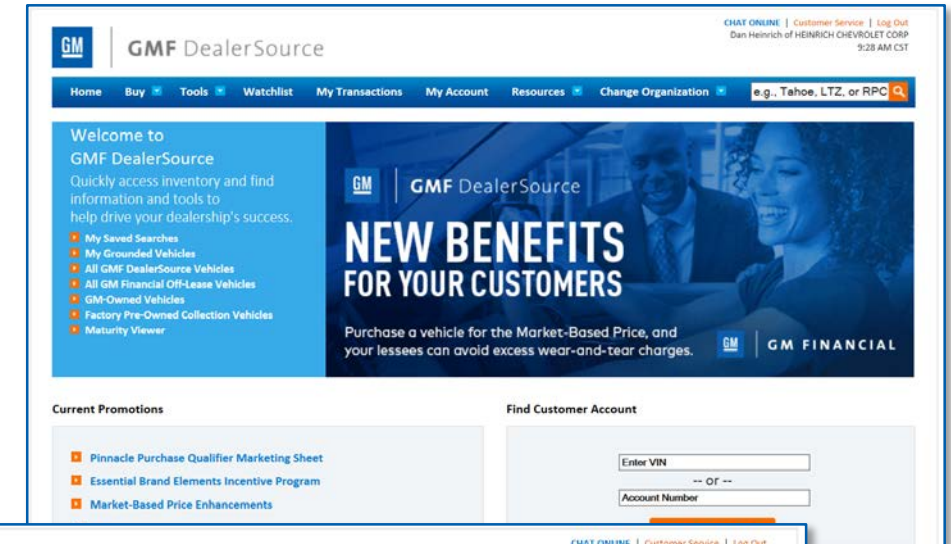 CHAT ONLINE | Customer Service | Log Out
Dan Heinrich of HEINRICH CHEVROLET CORP
9:28 AM CST
GM GMF DealerSource
Home Buy Tools Watchlist My Transactions My Account Resources Change Organization e.g., Tahoe, LTZ, or RPC
Welcome to
GMF DealerSource
Quickly access inventory and find
information and tools to
help drive your dealership's success.
My Saved Searches
My Grounded Vehicles
All GMF DealerSource Vehicles
All GM Financial Off-Lease Vehicles
GM-Owned Vehicles
Factory Pre-Owned Collection Vehicles
Maturity Viewer
GM GMF DealerSource
NEW BENEFITS
FOR YOUR CUSTOMERS
Purchase a vehicle for the Market-Based Price, and
your lessees can avoid excess wear-and-tear charges.
GM GM FINANCIAL
Current Promotions
Pinnacle Purchase Qualifier Marketing Sheet
Essential Brand Elements Incentive Program
Market-Based Price Enhancements
Find Customer Account
Enter VIN
-- or --
Account Number
CHAT ONLINE | Customer Service | Log Out